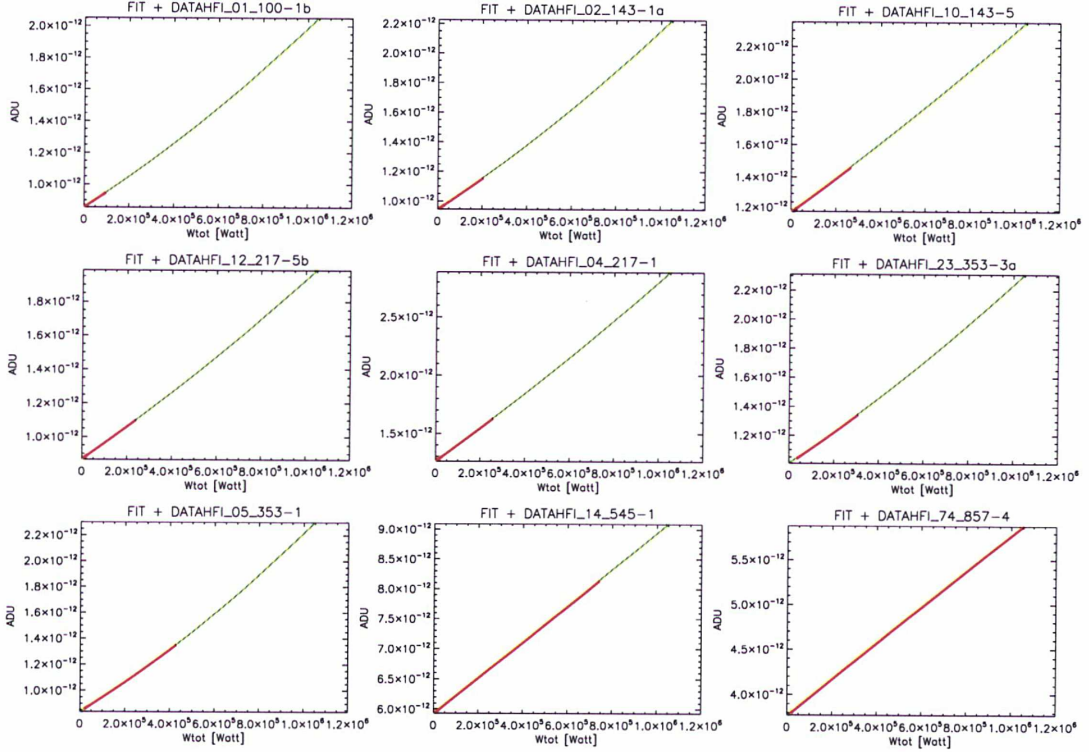 FIT + DATAHFI_01_100-1b
2.0×10⁻¹²
1.8×10⁻¹²
1.6×10⁻¹²
1.4×10⁻¹²
1.2×10⁻¹²
1.0×10⁻¹²
ADU
0 2.0×10⁵ 4.0×10⁵ 6.0×10⁵ 8.0×10⁵ 1.0×10⁶ 1.2×10⁶
Wtot [Watt]
FIT + DATAHFI_02_143-1a
2.2×10⁻¹²
2.0×10⁻¹²
1.8×10⁻¹²
1.6×10⁻¹²
1.4×10⁻¹²
1.2×10⁻¹²
1.0×10⁻¹²
ADU
0 2.0×10⁵ 4.0×10⁵ 6.0×10⁵ 8.0×10⁵ 1.0×10⁶ 1.2×10⁶
Wtot [Watt]
FIT + DATAHFI_10_143-5
2.2×10⁻¹²
2.0×10⁻¹²
1.8×10⁻¹²
1.6×10⁻¹²
1.4×10⁻¹²
1.2×10⁻¹²
ADU
0 2.0×10⁵ 4.0×10⁵ 6.0×10⁵ 8.0×10⁵ 1.0×10⁶ 1.2×10⁶
Wtot [Watt]
FIT + DATAHFI_12_217-5b
1.8×10⁻¹²
1.6×10⁻¹²
1.4×10⁻¹²
1.2×10⁻¹²
1.0×10⁻¹²
ADU
0 2.0×10⁵ 4.0×10⁵ 6.0×10⁵ 8.0×10⁵ 1.0×10⁶ 1.2×10⁶
Wtot [Watt]
FIT + DATAHFI_04_217-1
2.5×10⁻¹²
2.0×10⁻¹²
1.5×10⁻¹²
ADU
0 2.0×10⁵ 4.0×10⁵ 6.0×10⁵ 8.0×10⁵ 1.0×10⁶ 1.2×10⁶
Wtot [Watt]
FIT + DATAHFI_23_353-3a
2.2×10⁻¹²
2.0×10⁻¹²
1.8×10⁻¹²
1.6×10⁻¹²
1.4×10⁻¹²
1.2×10⁻¹²
ADU
0 2.0×10⁵ 4.0×10⁵ 6.0×10⁵ 8.0×10⁵ 1.0×10⁶ 1.2×10⁶
Wtot [Watt]
FIT + DATAHFI_05_353-1
2.2×10⁻¹²
2.0×10⁻¹²
1.8×10⁻¹²
1.6×10⁻¹²
1.4×10⁻¹²
1.2×10⁻¹²
1.0×10⁻¹²
ADU
0 2.0×10⁵ 4.0×10⁵ 6.0×10⁵ 8.0×10⁵ 1.0×10⁶ 1.2×10⁶
Wtot [Watt]
FIT + DATAHFI_14_545-1
9.0×10⁻¹²
8.5×10⁻¹²
8.0×10⁻¹²
7.5×10⁻¹²
7.0×10⁻¹²
6.5×10⁻¹²
6.0×10⁻¹²
ADU
0 2.0×10⁵ 4.0×10⁵ 6.0×10⁵ 8.0×10⁵ 1.0×10⁶ 1.2×10⁶
Wtot [Watt]
FIT + DATAHFI_74_857-4
5.5×10⁻¹²
5.0×10⁻¹²
4.5×10⁻¹²
4.0×10⁻¹²
ADU
0 2.0×10⁵ 4.0×10⁵ 6.0×10⁵ 8.0×10⁵ 1.0×10⁶ 1.2×10⁶
Wtot [Watt]